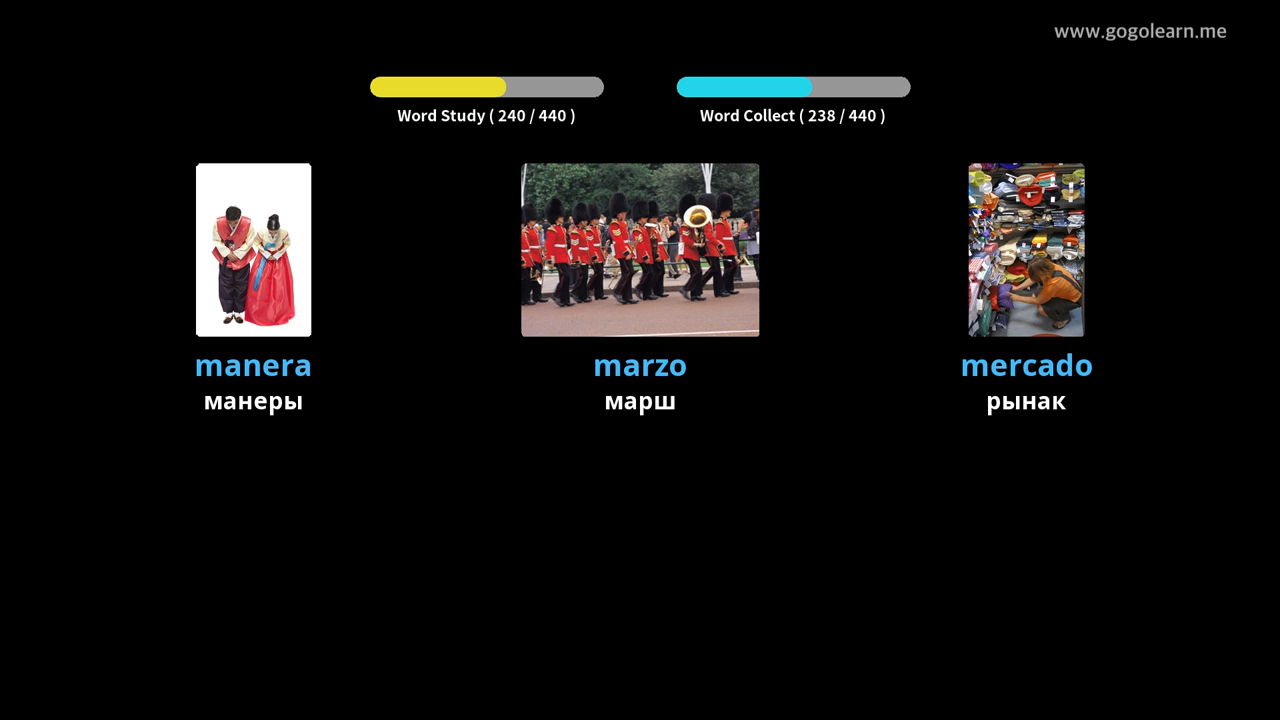 www.gogolearn.me
Word Study ( 240 / 440 )
Word Collect ( 238 / 440 )
manera
marzo
mercado
манеры
марш
рынак